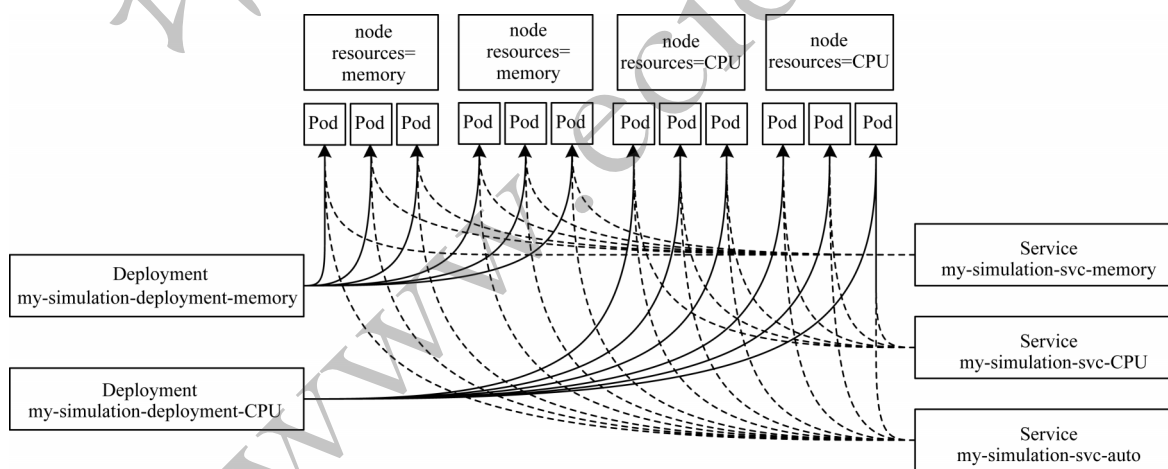 node
resources=
memory
node
resources=
memory
node
resources=CPU
node
resources=CPU
Pod Pod Pod Pod Pod Pod Pod Pod Pod Pod Pod Pod
Deployment
my-simulation-deployment-memory
Deployment
my-simulation-deployment-CPU
Service
my-simulation-svc-memory
Service
my-simulation-svc-CPU
Service
my-simulation-svc-auto
www.ecic